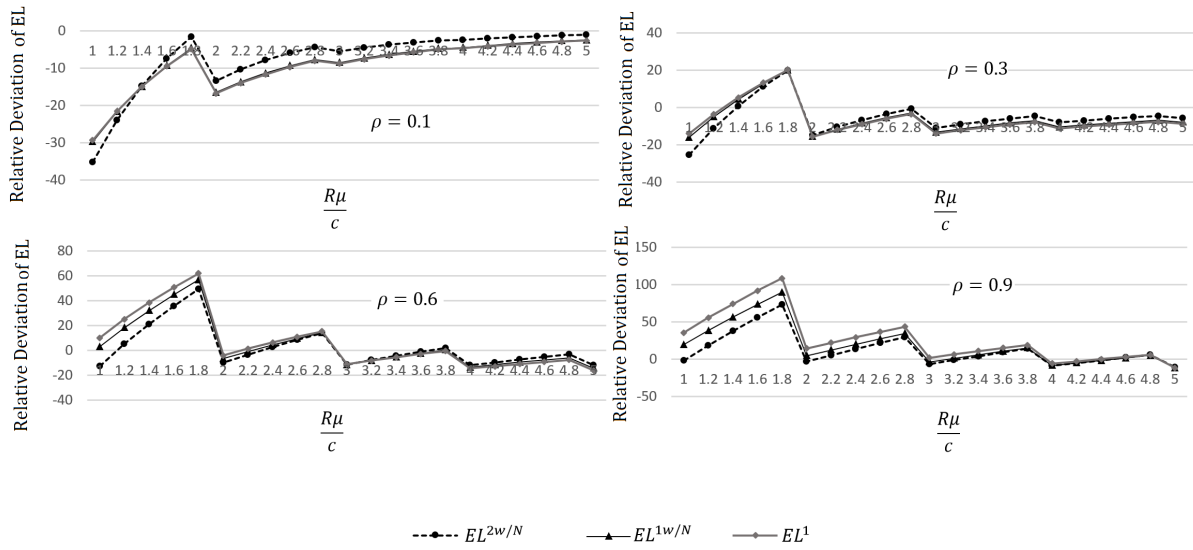 Relative Deviation of EL
0
-10
-20
-30
-40
1 1.2 1.4 1.6 1.8 2 2.2 2.4 2.6 2.8 3 3.2 3.4 3.6 3.8 4 4.2 4.4 4.6 4.8 5
ρ = 0.1
Rμ
c
Relative Deviation of EL
40
20
0
-20
-40
1 1.2 1.4 1.6 1.8 2 2.2 2.4 2.6 2.8 3 3.2 3.4 3.6 3.8 4 4.2 4.4 4.6 4.8 5
ρ = 0.3
Rμ
c
Relative Deviation of EL
80
60
40
20
0
-20
-40
1 1.2 1.4 1.6 1.8 2 2.2 2.4 2.6 2.8 3 3.2 3.4 3.6 3.8 4 4.2 4.4 4.6 4.8 5
ρ = 0.6
Rμ
c
Relative Deviation of EL
150
100
50
0
-50
1 1.2 1.4 1.6 1.8 2 2.2 2.4 2.6 2.8 3 3.2 3.4 3.6 3.8 4 4.2 4.4 4.6 4.8 5
ρ = 0.9
Rμ
c
EL^{2w/N} EL^{1w/N} EL^{1}